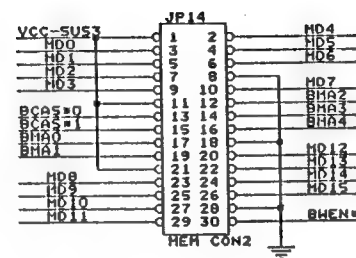 JP14
VCC-SUS3 1 2 MD4
MD0 3 4 MD5
MD1 5 6 MD6
MD2 7 8
MD3 9 10 MD7
11 12 BMA2
BCAS*0 13 14 BMA3
BCAS*1 15 16 BMA4
BMA0 17 18
BMA1 19 20 MD12
21 22 MD13
MD8 23 24 MD14
MD9 25 26 MD15
MD10 27 28
MD11 29 30 BWEN*
MEM CON2